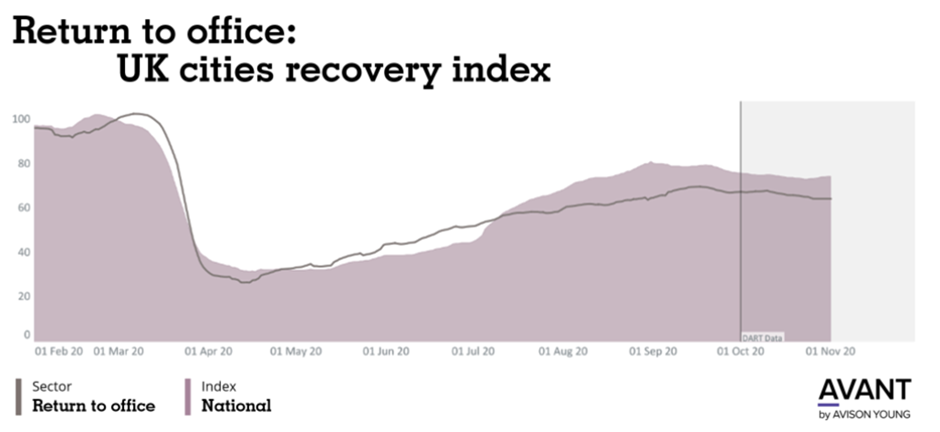 Return to office:
UK cities recovery index
100
80
60
40
20
0
DART Data
01 Feb 20 01 Mar 20 01 Apr 20 01 May 20 01 Jun 20 01 Jul 20 01 Aug 20 01 Sep 20 01 Oct 20 01 Nov 20
Sector Index
Return to office National
AVANT
by AVISON YOUNG